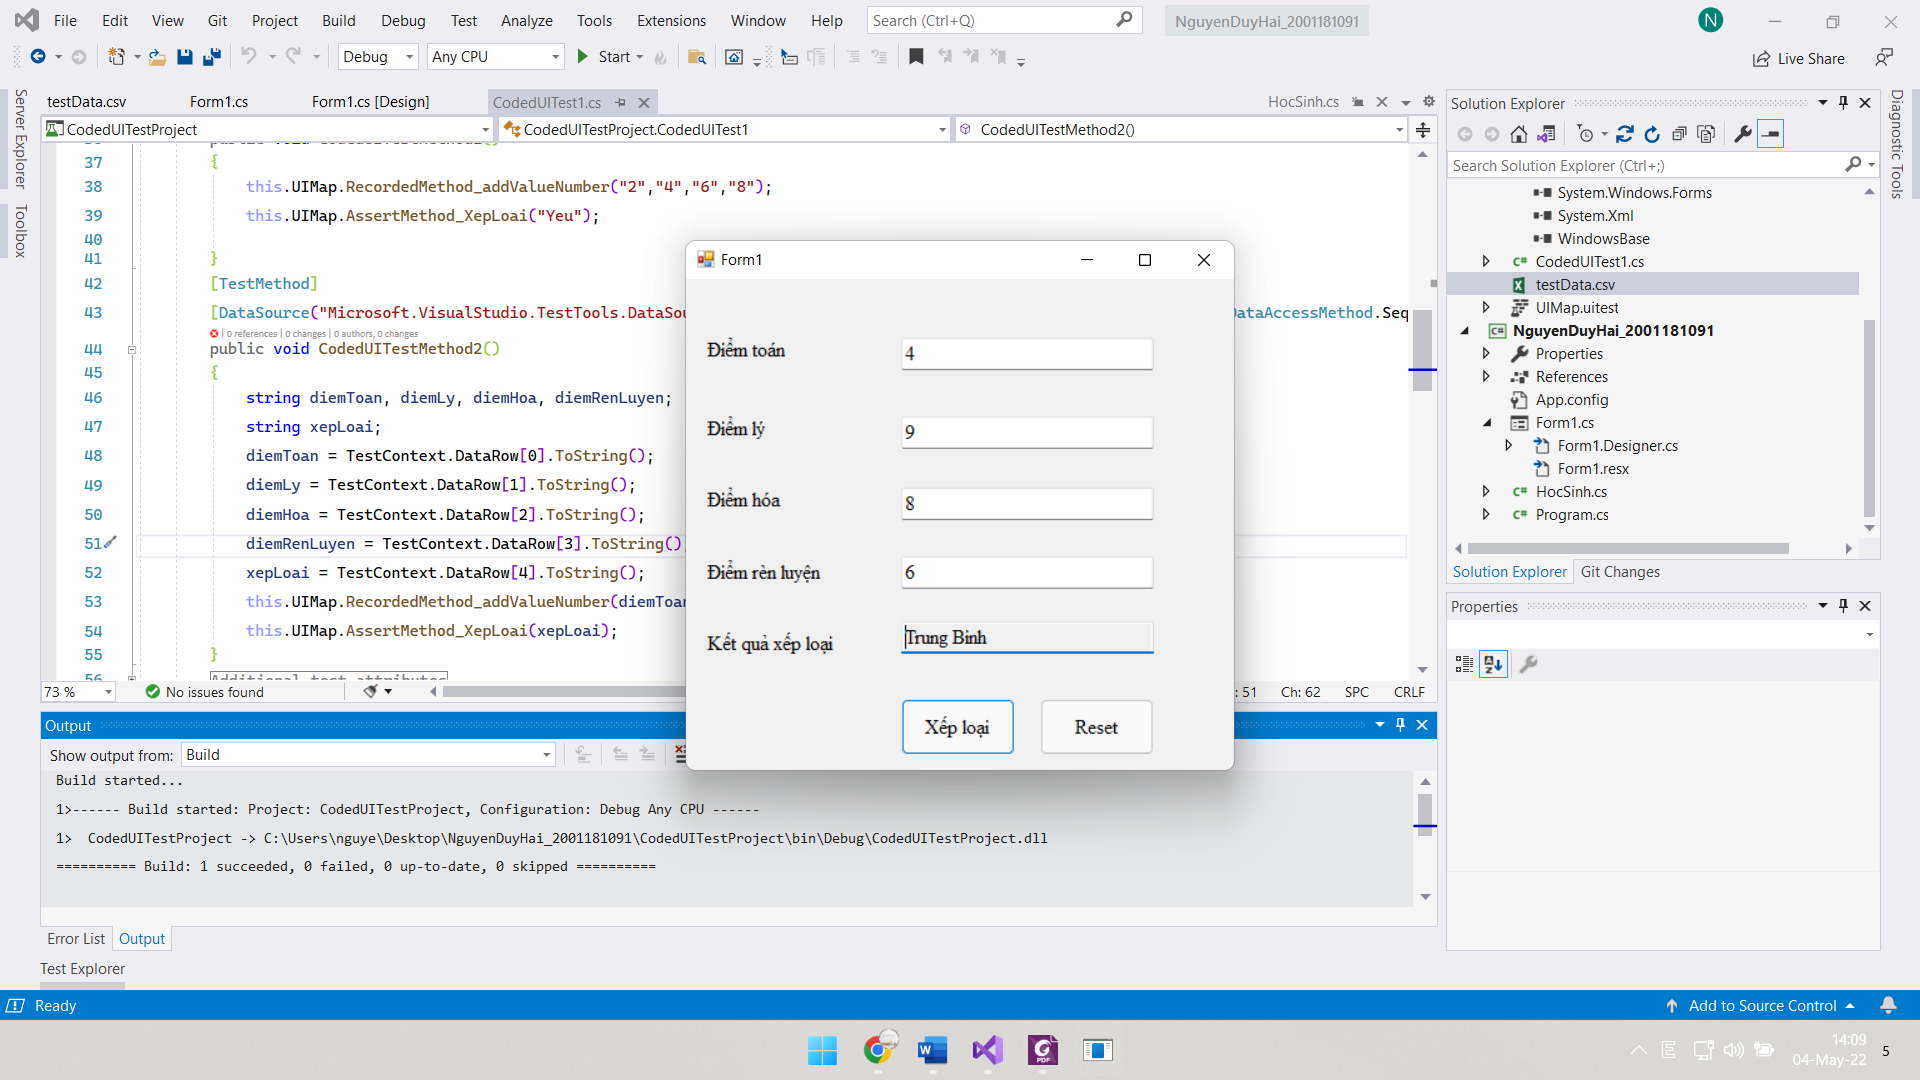 File Edit View Git Project Build Debug Test Analyze Tools Extensions Window Help Search (Ctrl+Q) NguyenDuyHai_2001181091 N
Debug Any CPU Start Live Share
Server Explorer
Toolbox
testData.csv Form1.cs Form1.cs [Design] CodedUITest1.cs HocSinh.cs
CodedUITestProject CodedUITestProject.CodedUITest1 CodedUITestMethod2()
37 {
38 this.UIMap.RecordedMethod_addValueNumber("2","4","6","8");
39 this.UIMap.AssertMethod_XepLoai("Yeu");
40
41 }
42 [TestMethod]
43 [DataSource("Microsoft.VisualStudio.TestTools.DataSou DataAccessMethod.Seq
0 references | 0 changes | 0 authors, 0 changes
44 public void CodedUITestMethod2()
45 {
46 string diemToan, diemLy, diemHoa, diemRenLuyen;
47 string xepLoai;
48 diemToan = TestContext.DataRow[0].ToString();
49 diemLy = TestContext.DataRow[1].ToString();
50 diemHoa = TestContext.DataRow[2].ToString();
51 diemRenLuyen = TestContext.DataRow[3].ToString()
52 xepLoai = TestContext.DataRow[4].ToString();
53 this.UIMap.RecordedMethod_addValueNumber(diemToan
54 this.UIMap.AssertMethod_XepLoai(xepLoai);
55 }
56 Additional test attributes
73 % No issues found : 51 Ch: 62 SPC CRLF
Form1
Điểm toán 4
Điểm lý 9
Điểm hóa 8
Điểm rèn luyện 6
Kết quả xếp loại Trung Binh
Xếp loại Reset
Output
Show output from: Build
Build started...
1>------ Build started: Project: CodedUITestProject, Configuration: Debug Any CPU ------
1> CodedUITestProject -> C:\Users\nguye\Desktop\NguyenDuyHai_2001181091\CodedUITestProject\bin\Debug\CodedUITestProject.dll
========== Build: 1 succeeded, 0 failed, 0 up-to-date, 0 skipped ==========
Error List Output
Test Explorer
Solution Explorer
Search Solution Explorer (Ctrl+;)
System.Windows.Forms
System.Xml
WindowsBase
C# CodedUITest1.cs
testData.csv
UIMap.uitest
C# NguyenDuyHai_2001181091
Properties
References
App.config
Form1.cs
Form1.Designer.cs
Form1.resx
C# HocSinh.cs
C# Program.cs
Solution Explorer Git Changes
Properties
Diagnostic Tools
Ready Add to Source Control
14:09
04-May-22 5